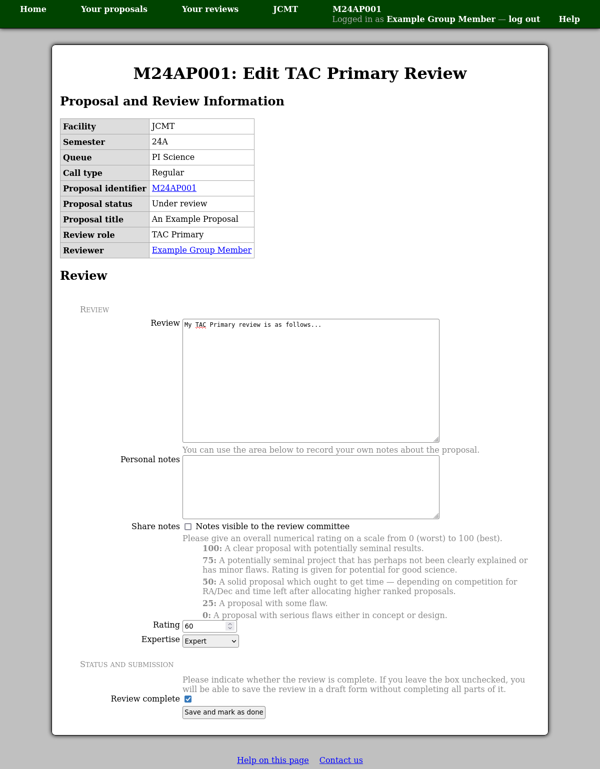 Home Your proposals Your reviews JCMT M24AP001
Logged in as Example Group Member — log out Help
M24AP001: Edit TAC Primary Review
Proposal and Review Information
Facility JCMT
Semester 24A
Queue PI Science
Call type Regular
Proposal identifier M24AP001
Proposal status Under review
Proposal title An Example Proposal
Review role TAC Primary
Reviewer Example Group Member
Review
Review
Review My TAC Primary review is as follows...
You can use the area below to record your own notes about the proposal.
Personal notes
Share notes Notes visible to the review committee
Please give an overall numerical rating on a scale from 0 (worst) to 100 (best).
100: A clear proposal with potentially seminal results.
75: A potentially seminal project that has perhaps not been clearly explained or
has minor flaws. Rating is given for potential for good science.
50: A solid proposal which ought to get time — depending on competition for
RA/Dec and time left after allocating higher ranked proposals.
25: A proposal with some flaw.
0: A proposal with serious flaws either in concept or design.
Rating 60
Expertise Expert
Status and submission
Please indicate whether the review is complete. If you leave the box unchecked, you
will be able to save the review in a draft form without completing all parts of it.
Review complete
Save and mark as done
Help on this page Contact us